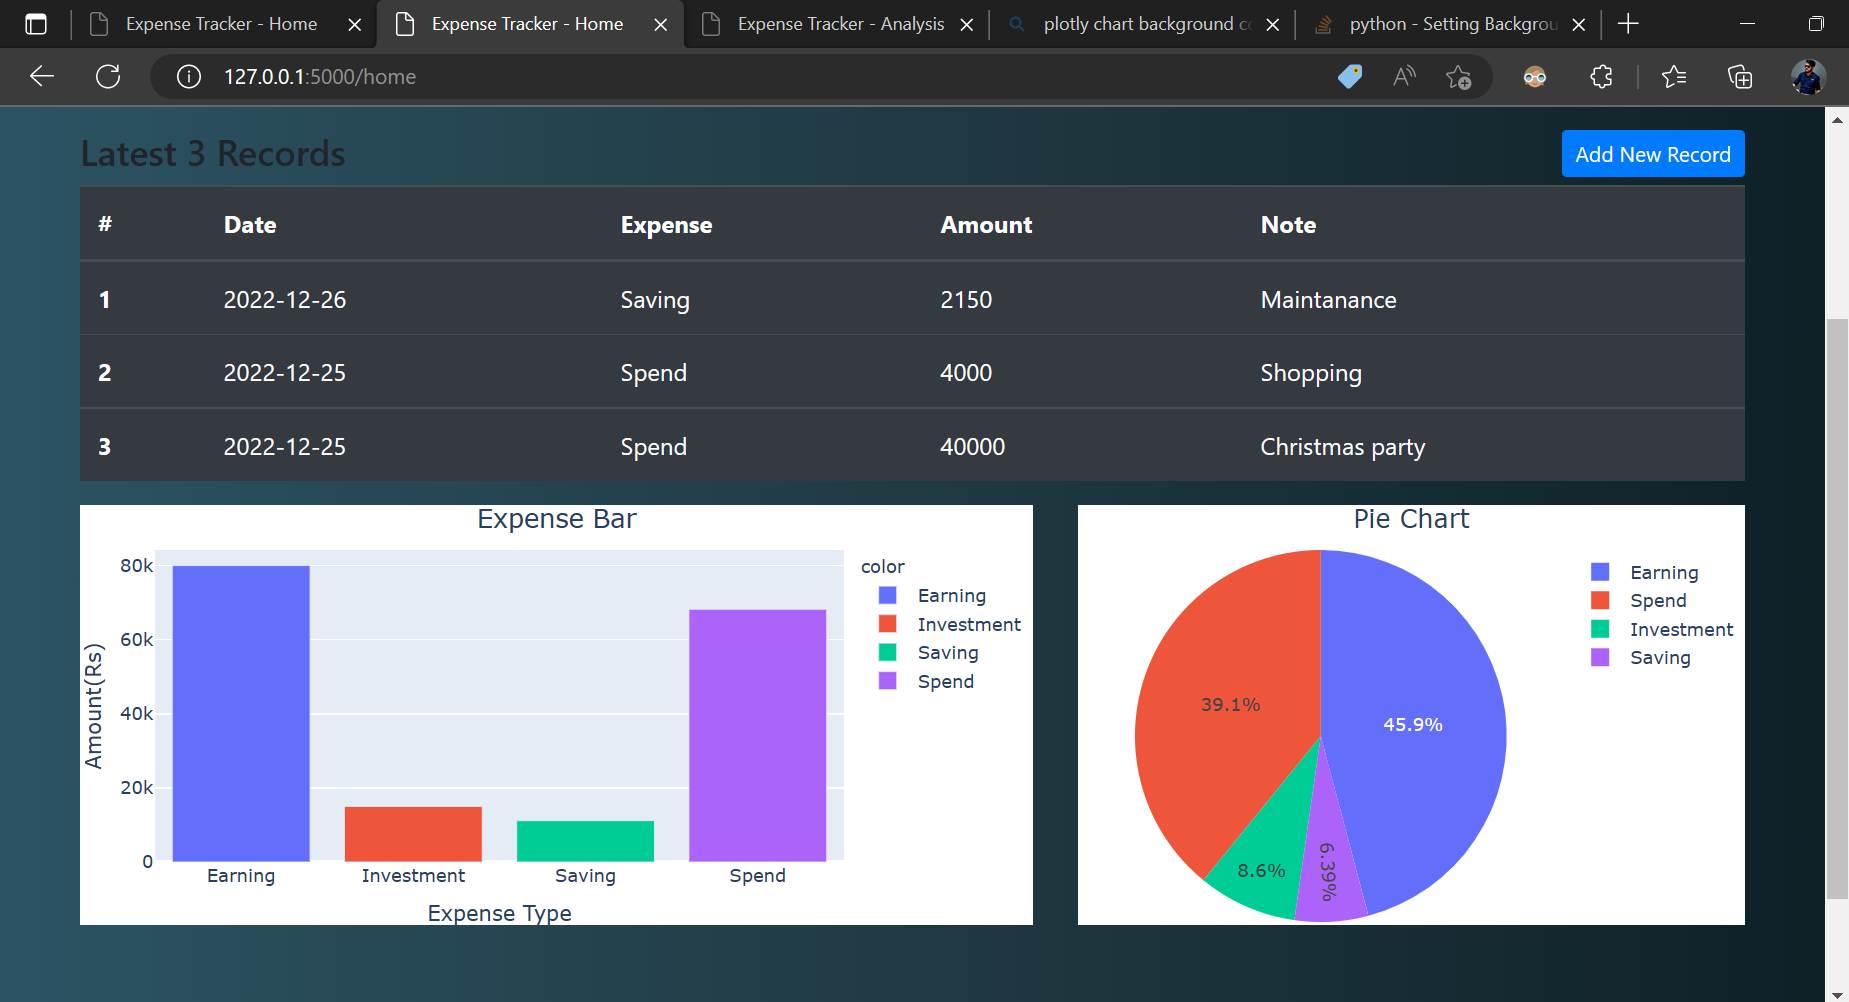 Expense Tracker - Home
Expense Tracker - Home
Expense Tracker - Analysis
plotly chart background co
python - Setting Backgrou
127.0.0.1:5000/home
Latest 3 Records
Add New Record
# Date Expense Amount Note
1 2022-12-26 Saving 2150 Maintanance
2 2022-12-25 Spend 4000 Shopping
3 2022-12-25 Spend 40000 Christmas party
Expense Bar
80k
60k
40k
20k
0
Amount(Rs)
Earning Investment Saving Spend
Expense Type
color
Earning
Investment
Saving
Spend
Pie Chart
39.1%
45.9%
8.6%
6.39%
Earning
Spend
Investment
Saving